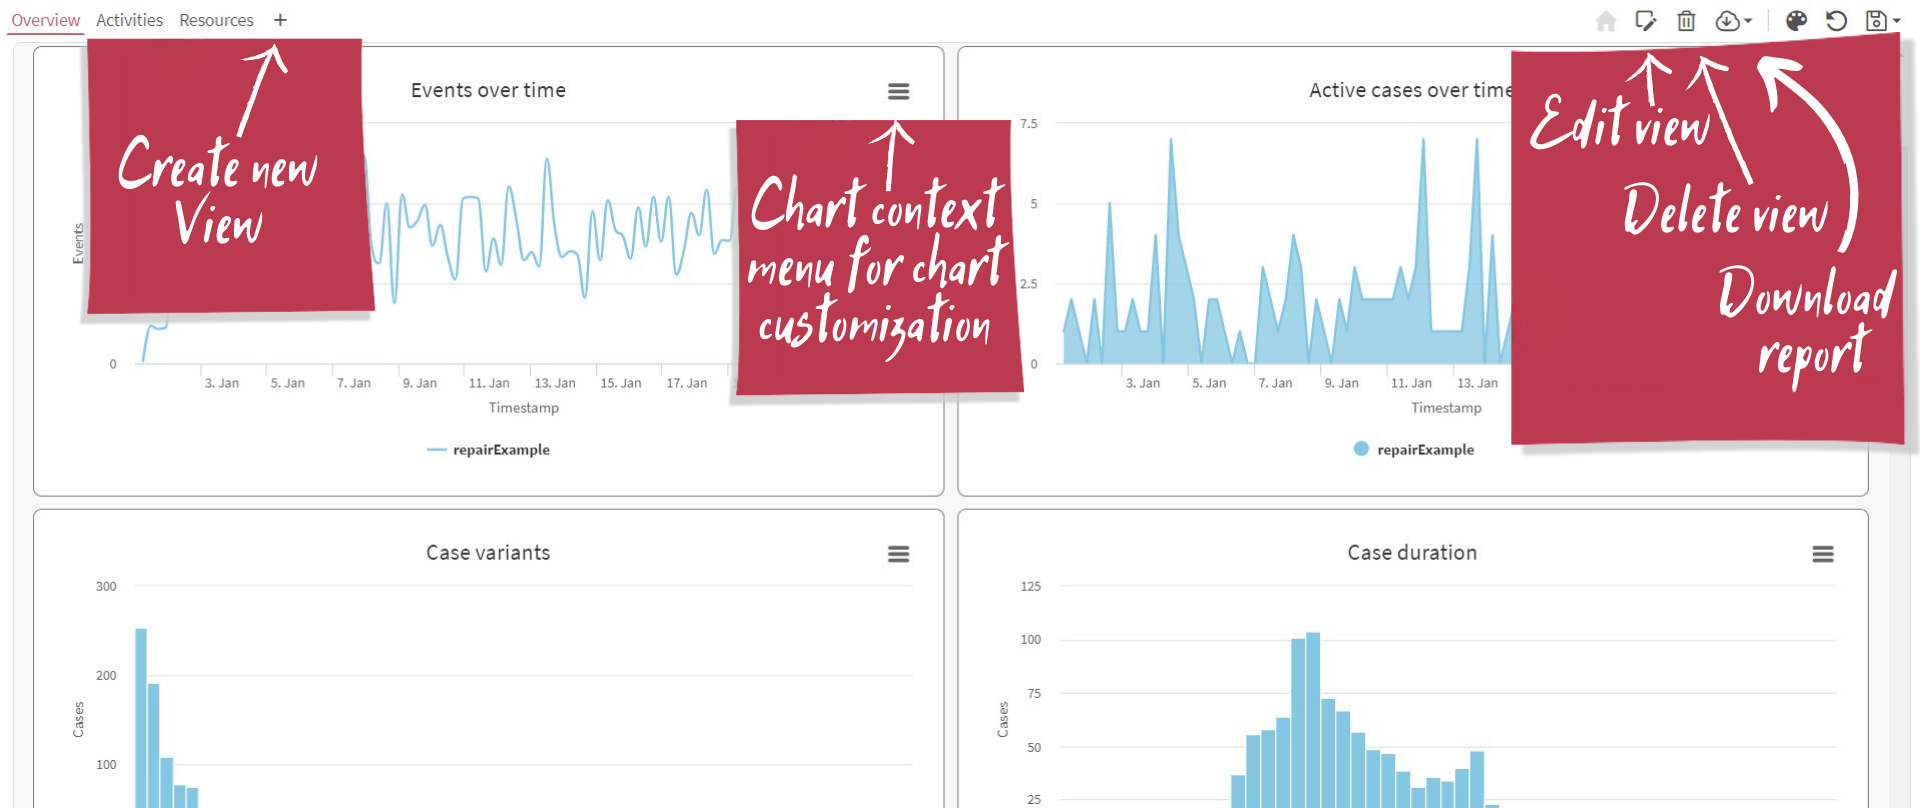 Overview Activities Resources +
Events over time
Active cases over time
Create new
View
Chart context
menu for chart
customization
Edit view
Delete view
Download
report
Events
0
3. Jan 5. Jan 7. Jan 9. Jan 11. Jan 13. Jan 15. Jan 17. Jan
Timestamp
repairExample
7.5
5
2.5
0
3. Jan 5. Jan 7. Jan 9. Jan 11. Jan 13. Jan
Timestamp
repairExample
Case variants
300
200
100
Cases
Case duration
125
100
75
50
25
Cases